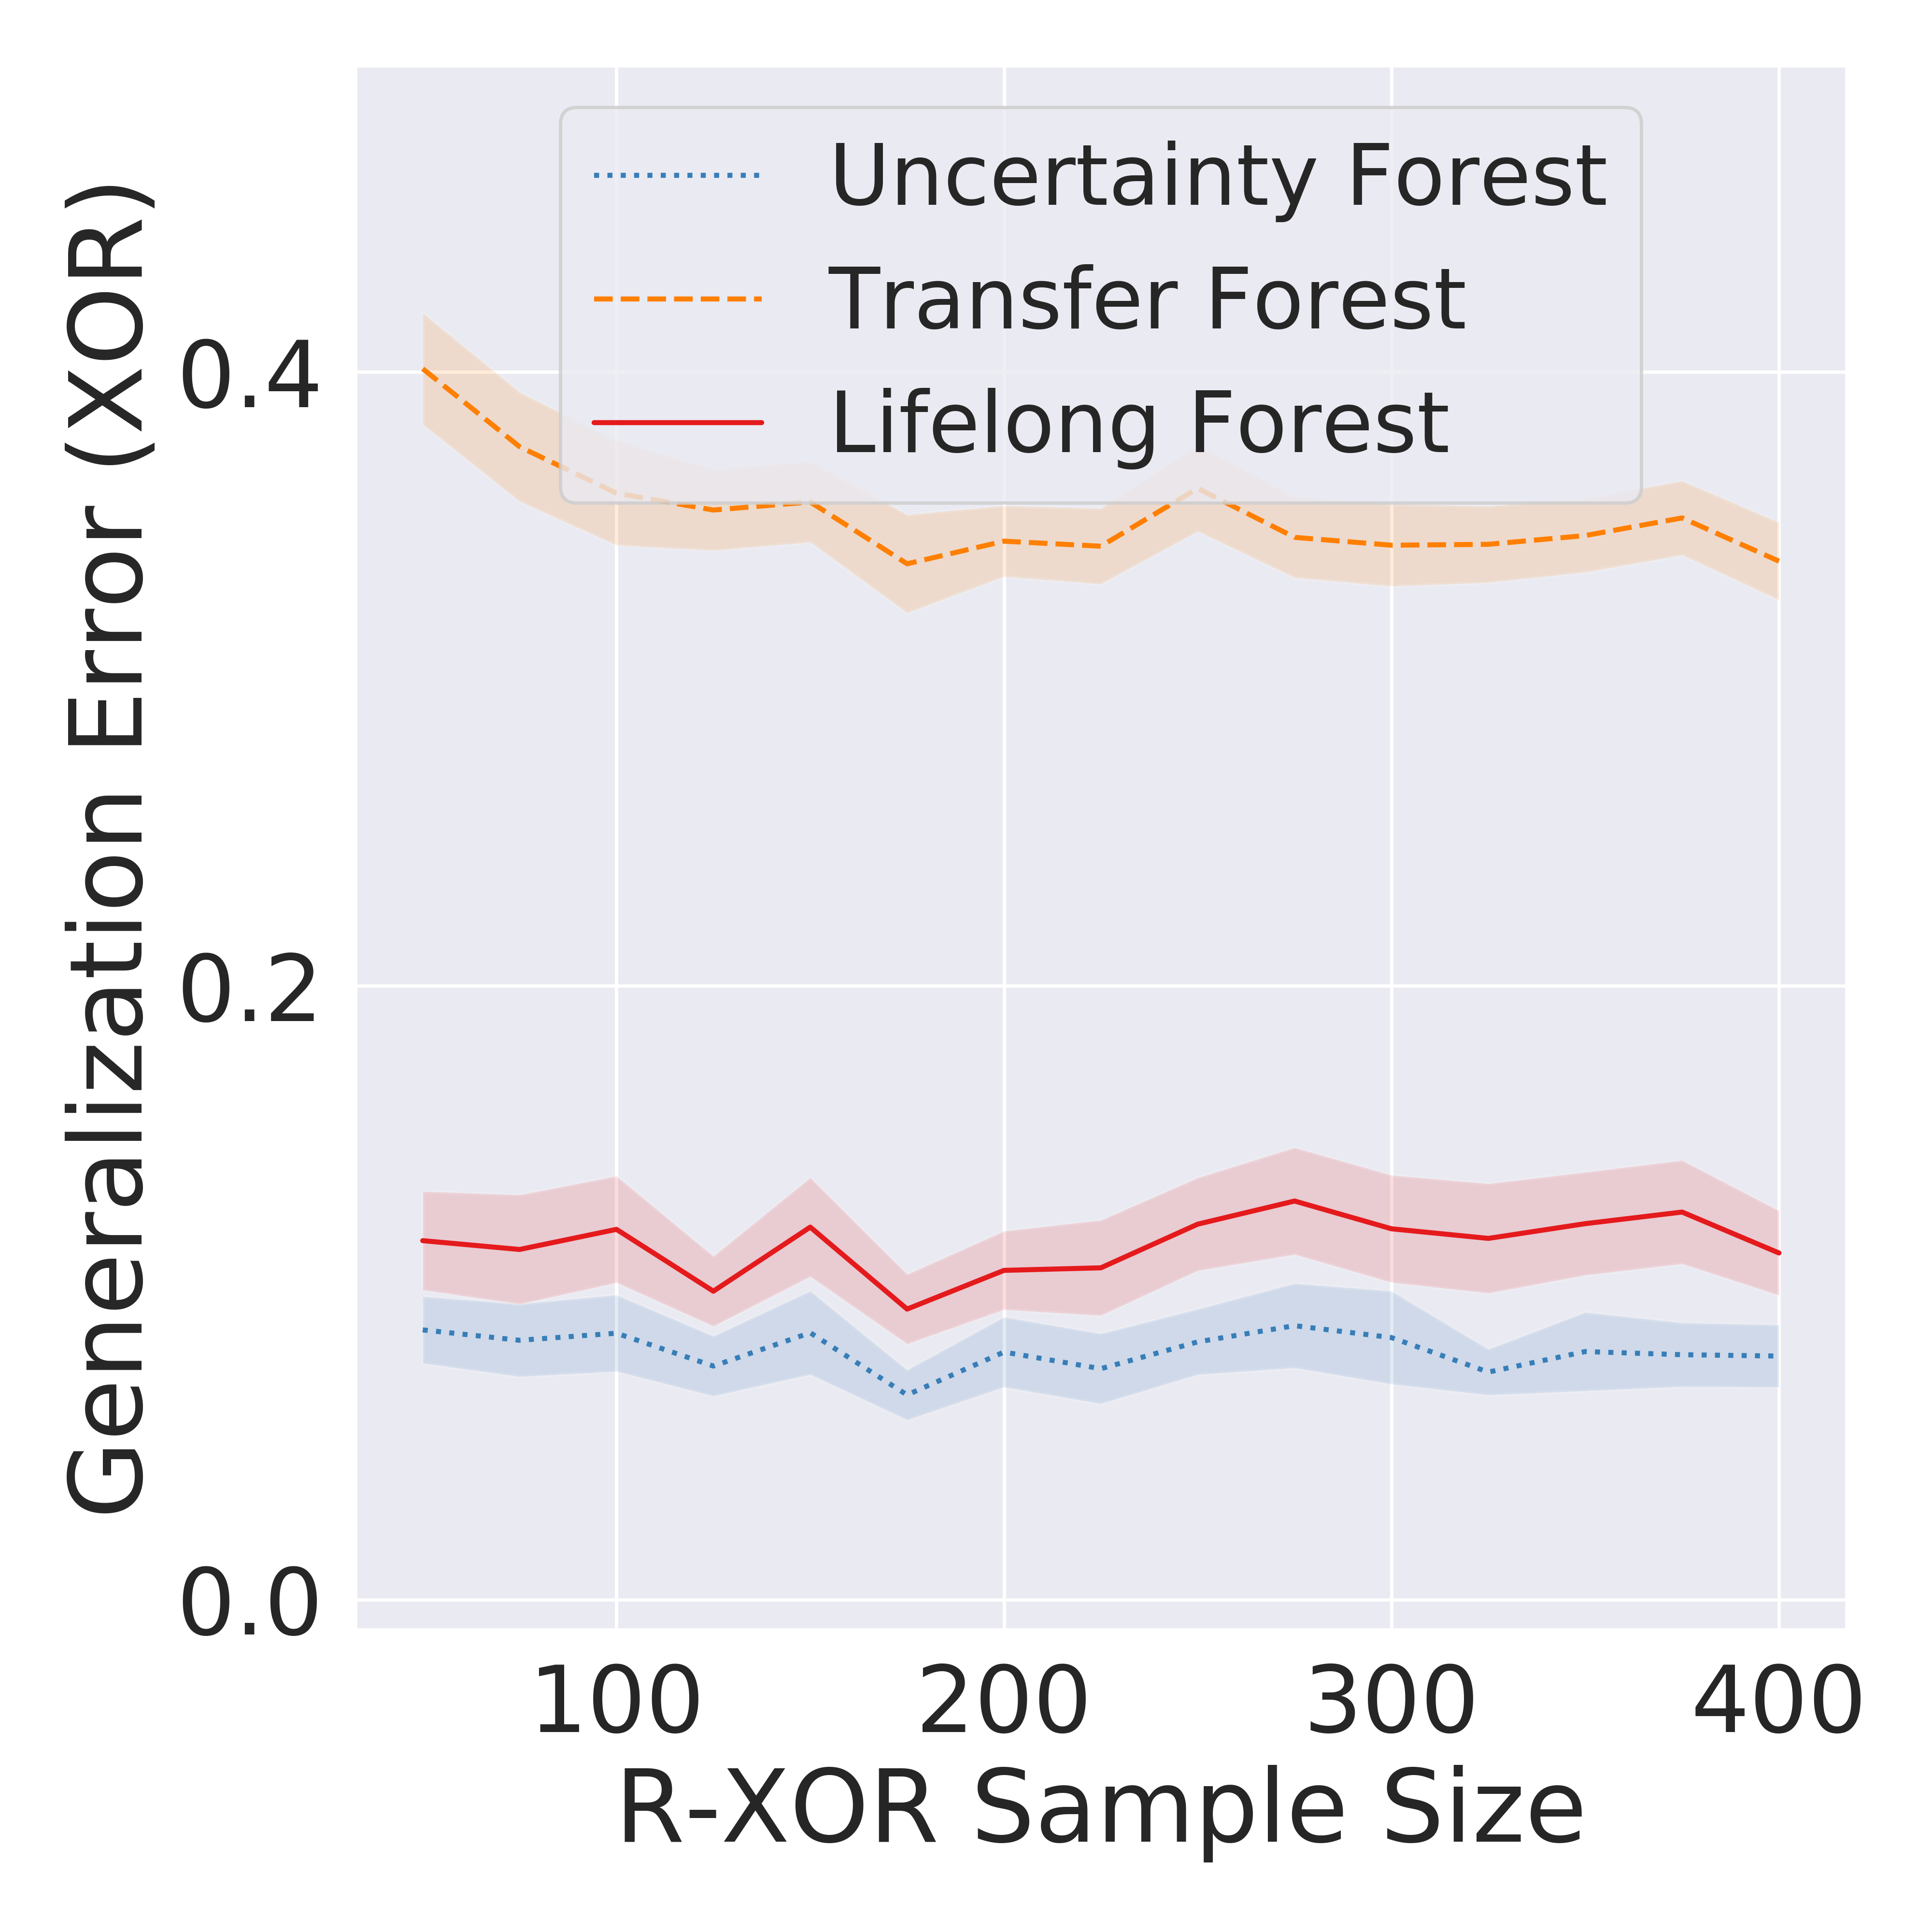 Generalization Error (XOR)
0.4
0.2
0.0
Uncertainty Forest
Transfer Forest
Lifelong Forest
100 200 300 400
R-XOR Sample Size